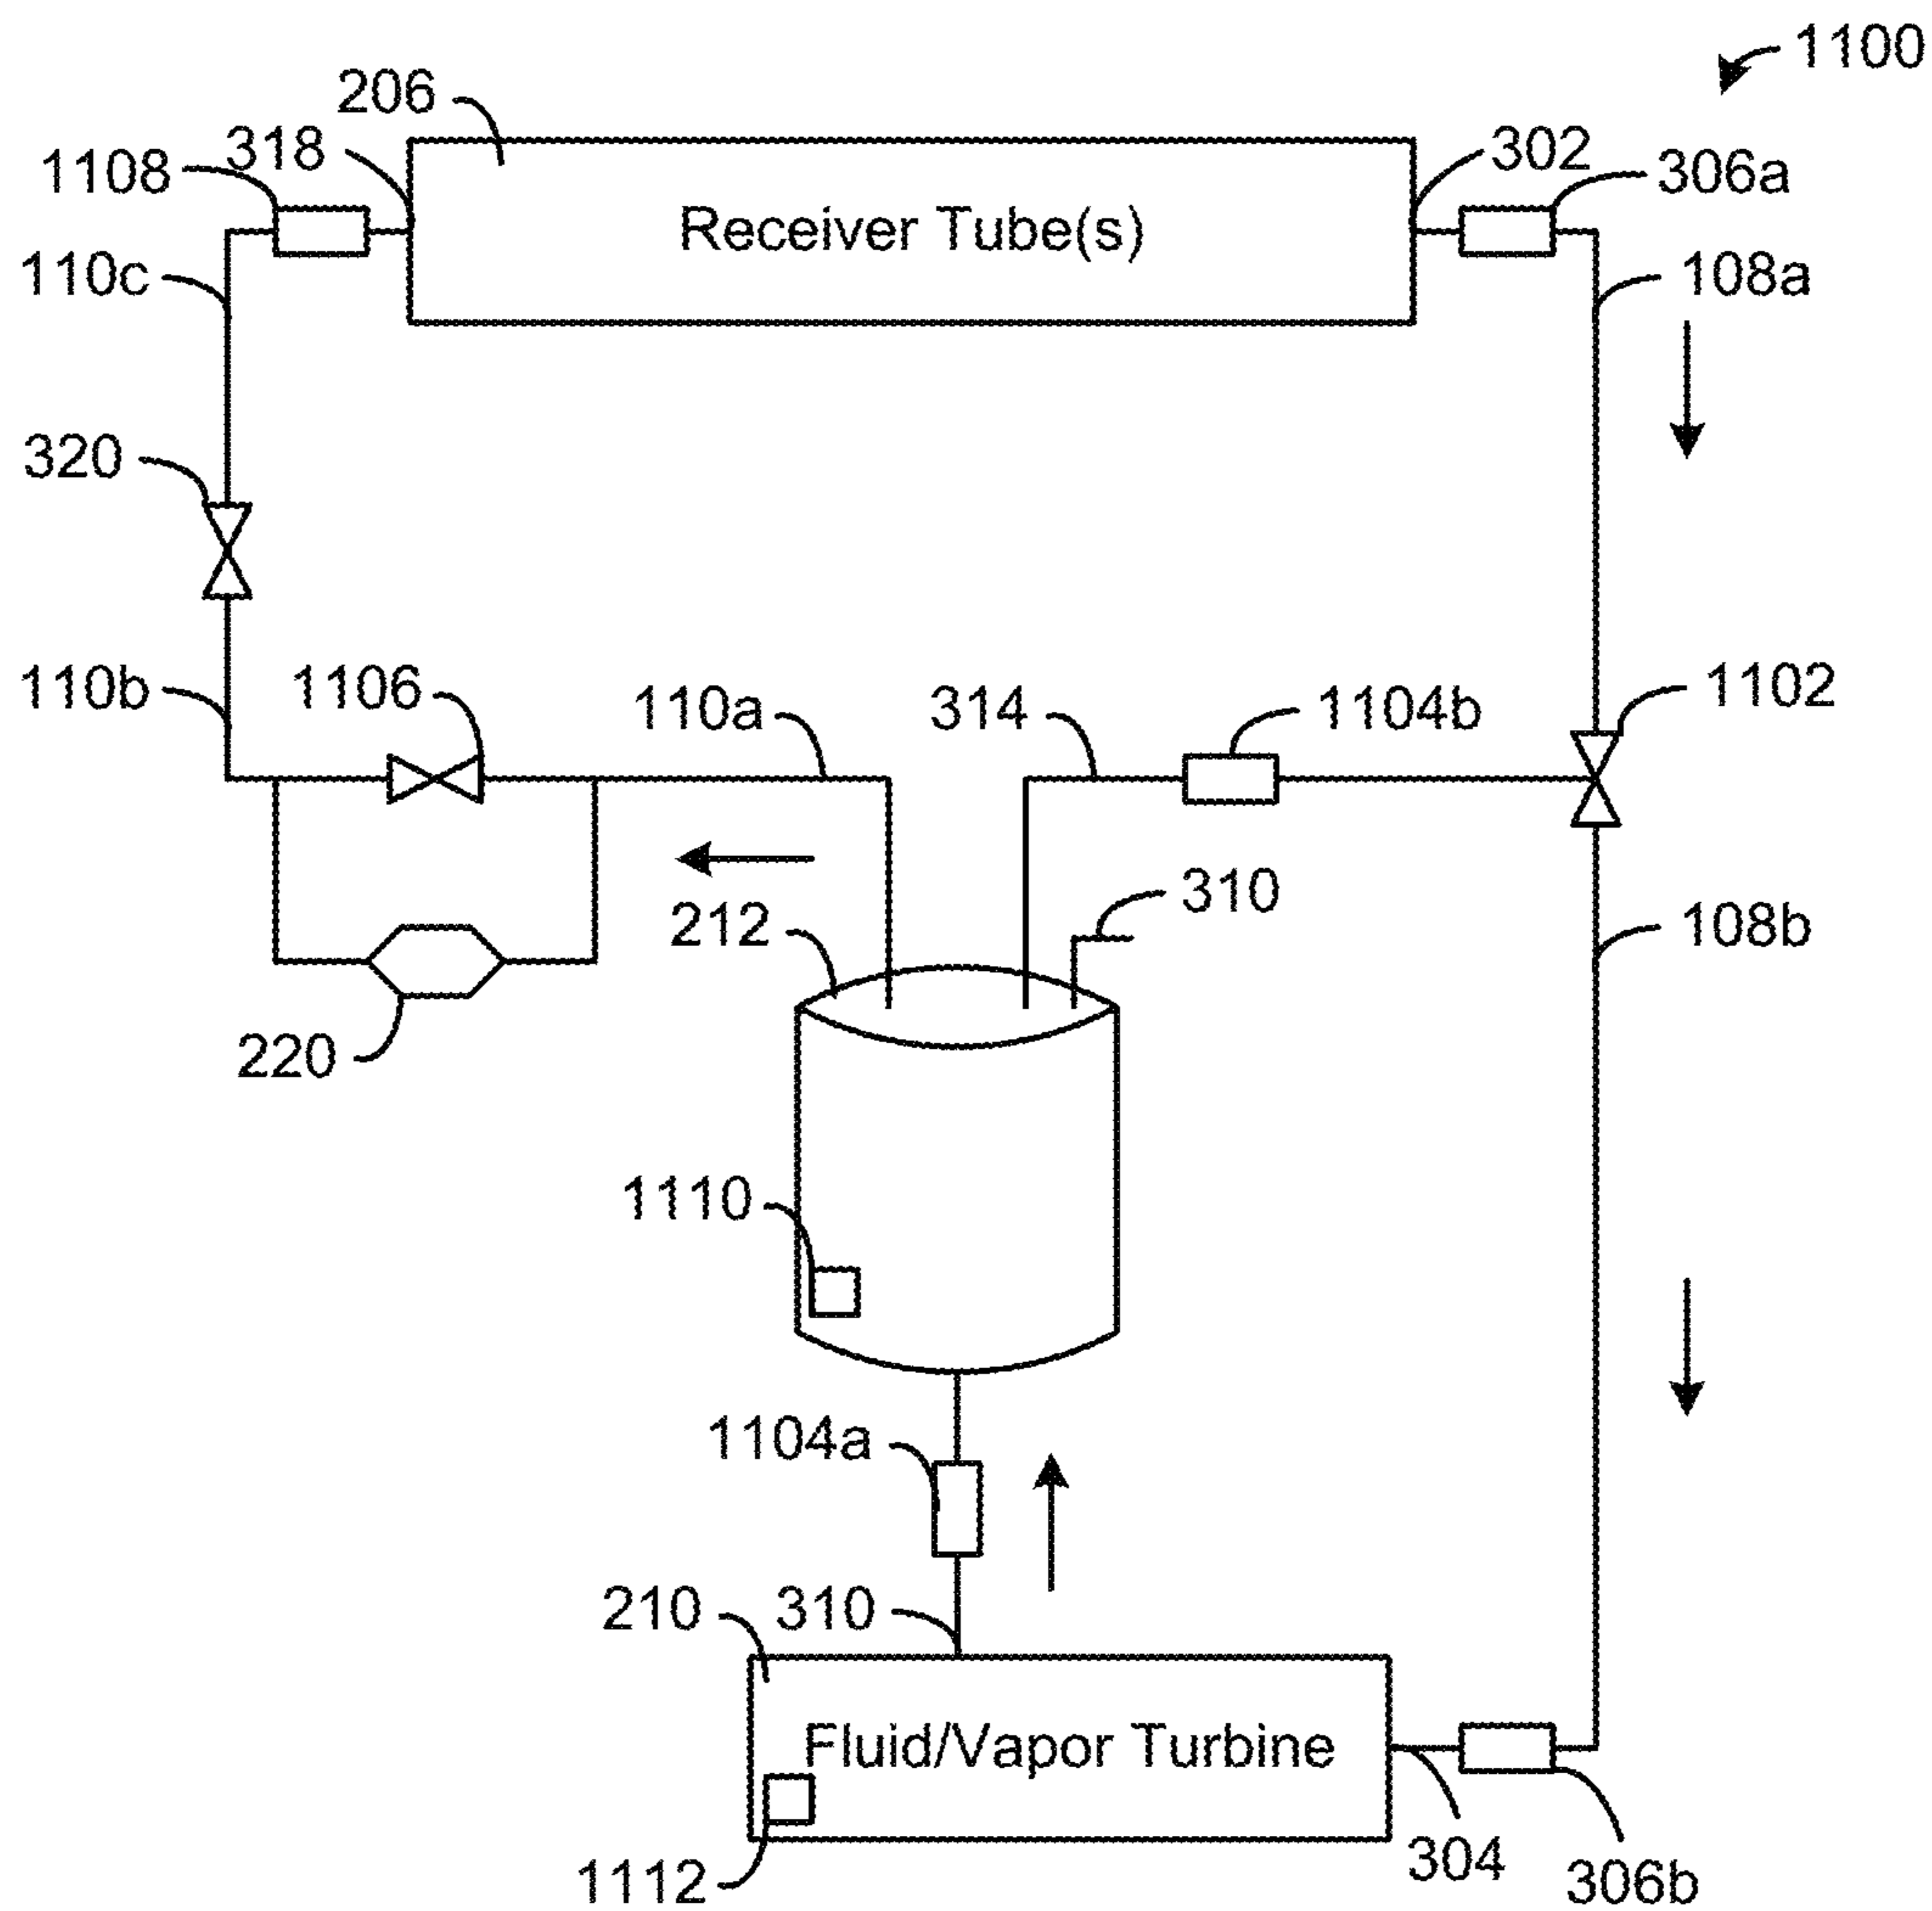 1100
206
318
302
1108
306a
Receiver Tube(s)
110c
108a
320
110b
1106
110a
314
1104b
1102
310
212
108b
220
1110
1104a
210
310
Fluid/Vapor Turbine
304
1112
306b